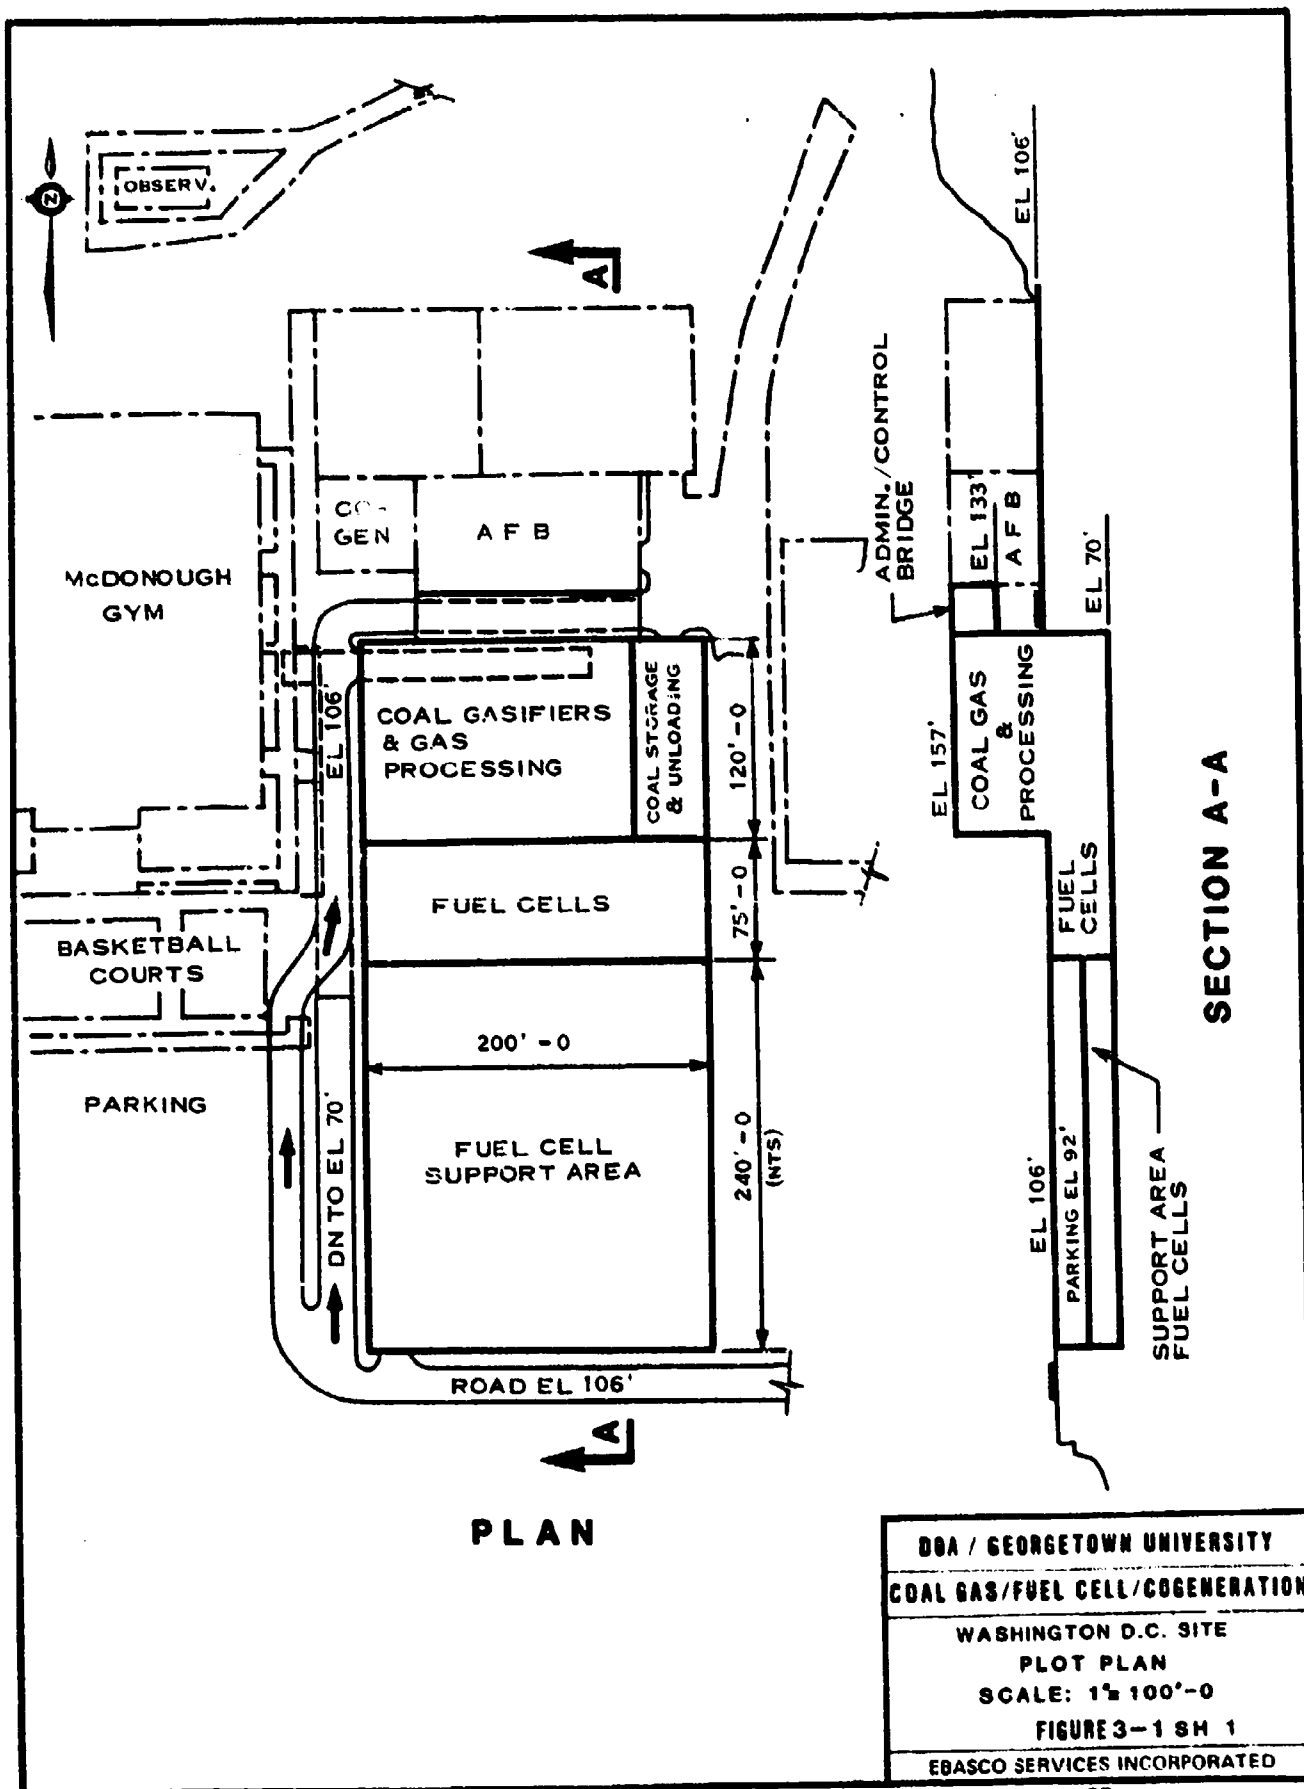 N
OBSERV.
A
McDONOUGH
GYM
CO-
GEN
A F B
EL 106'
COAL GASIFIERS
& GAS
PROCESSING
COAL STORAGE
& UNLOADING
120'-0
FUEL CELLS
75'-0
BASKETBALL
COURTS
200'-0
PARKING
DN TO EL 70'
FUEL CELL
SUPPORT AREA
240'-0
(NTS)
ROAD EL 106'
A
PLAN
EL 106'
ADMIN./CONTROL
BRIDGE
EL 133'
A F B
EL 70'
EL 157'
COAL GAS
&
PROCESSING
FUEL
CELLS
EL 106'
PARKING EL 92'
SUPPORT AREA
FUEL CELLS
SECTION A-A
DOA / GEORGETOWN UNIVERSITY
COAL GAS/FUEL CELL/COGENERATION
WASHINGTON D.C. SITE
PLOT PLAN
SCALE: 1"= 100'-0
FIGURE 3-1 SH 1
EBASCO SERVICES INCORPORATED